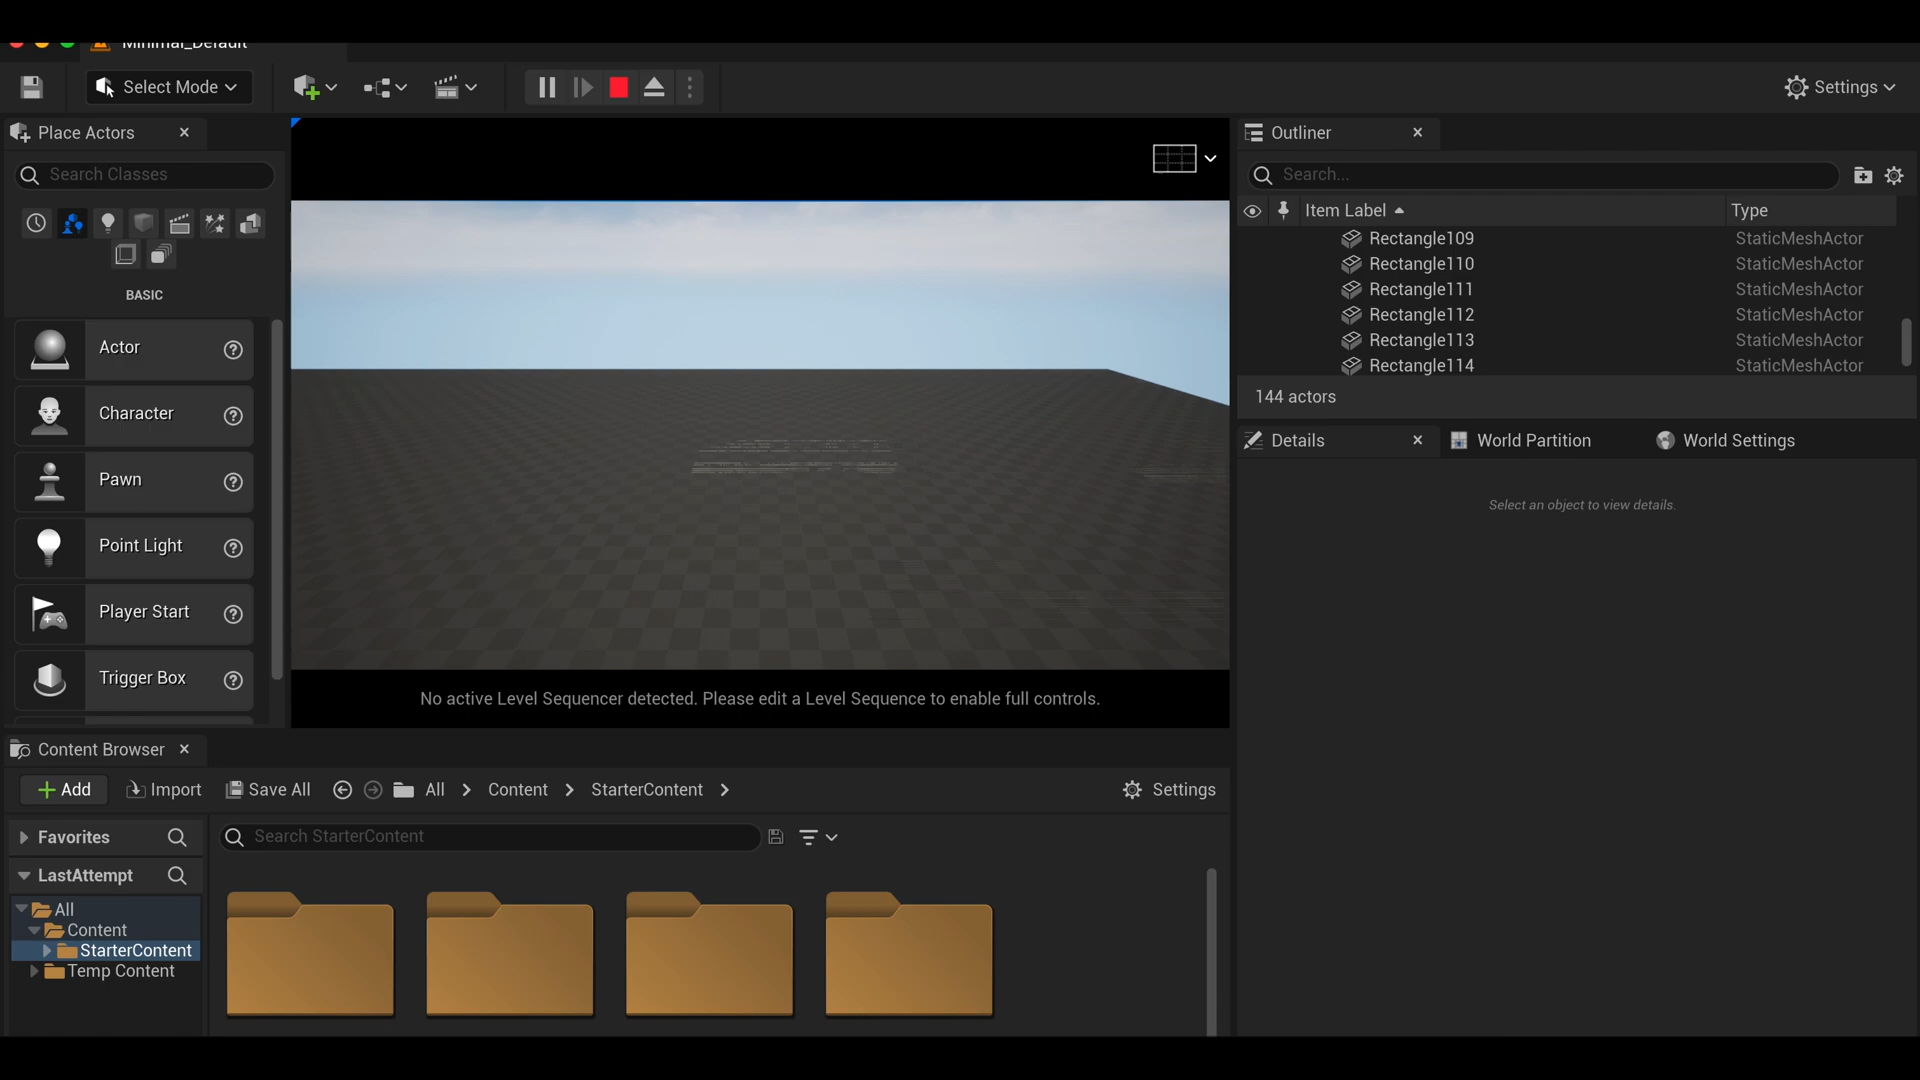 Minimal_Default
Select Mode
Settings
Place Actors
Search Classes
BASIC
Actor
Character
Pawn
Point Light
Player Start
Trigger Box
No active Level Sequencer detected. Please edit a Level Sequence to enable full controls.
Outliner
Search...
Item Label Type
Rectangle109 StaticMeshActor
Rectangle110 StaticMeshActor
Rectangle111 StaticMeshActor
Rectangle112 StaticMeshActor
Rectangle113 StaticMeshActor
Rectangle114 StaticMeshActor
144 actors
Details World Partition World Settings
Select an object to view details.
Content Browser
Add Import Save All All Content StarterContent Settings
Favorites
Search StarterContent
LastAttempt
All
Content
StarterContent
Temp Content